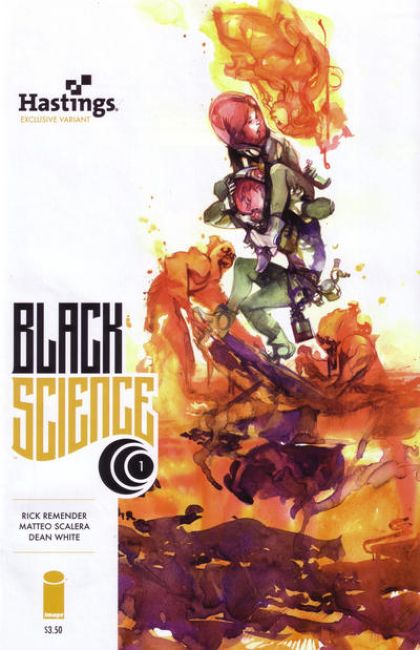 Hastings.
EXCLUSIVE VARIANT
BLACK
SCIENCE
1
RICK REMENDER
MATTEO SCALERA
DEAN WHITE
image
$3.50